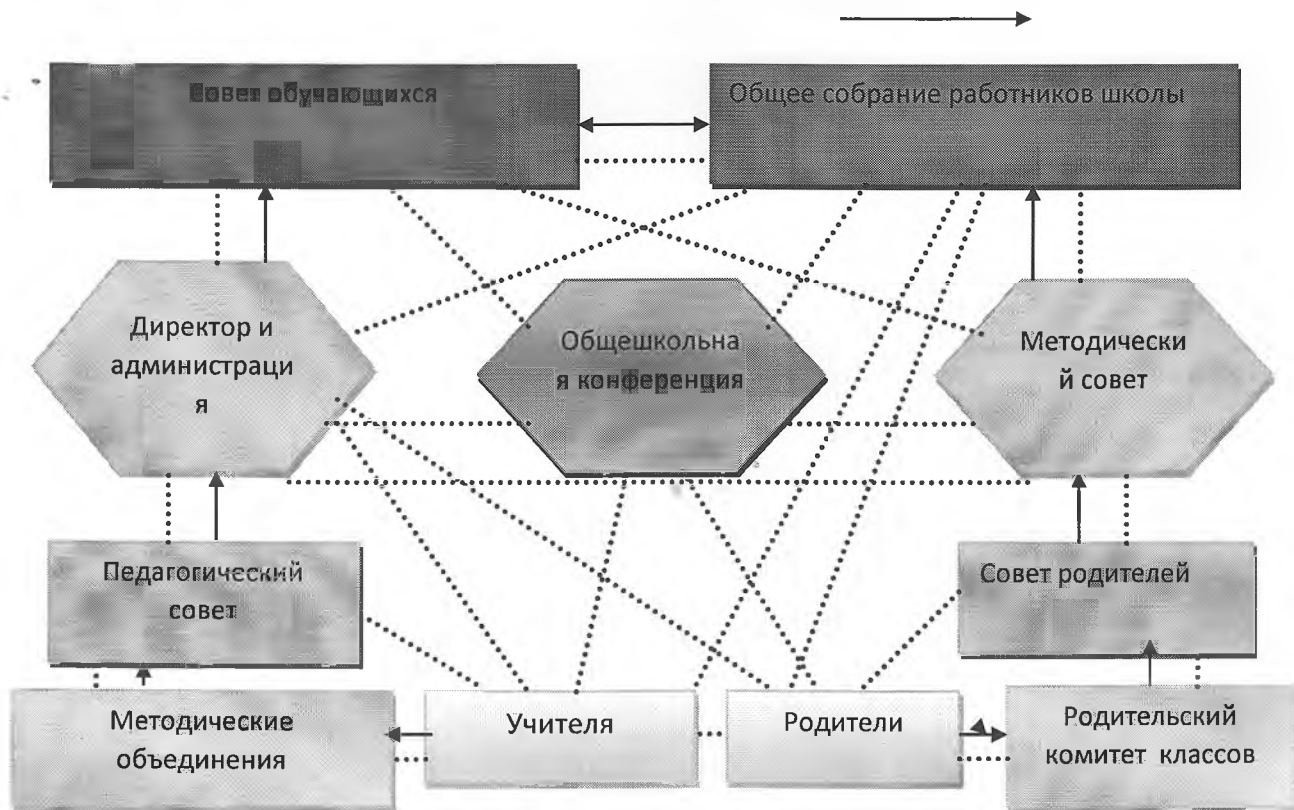 Совет обучающихся
Общее собрание работников школы
Директор и
администраци
я
Общешкольна
я конференция
Методически
й совет
Педагогический
совет
Совет родителей
Методические
объединения
Учителя
Родители
Родительский
комитет классов